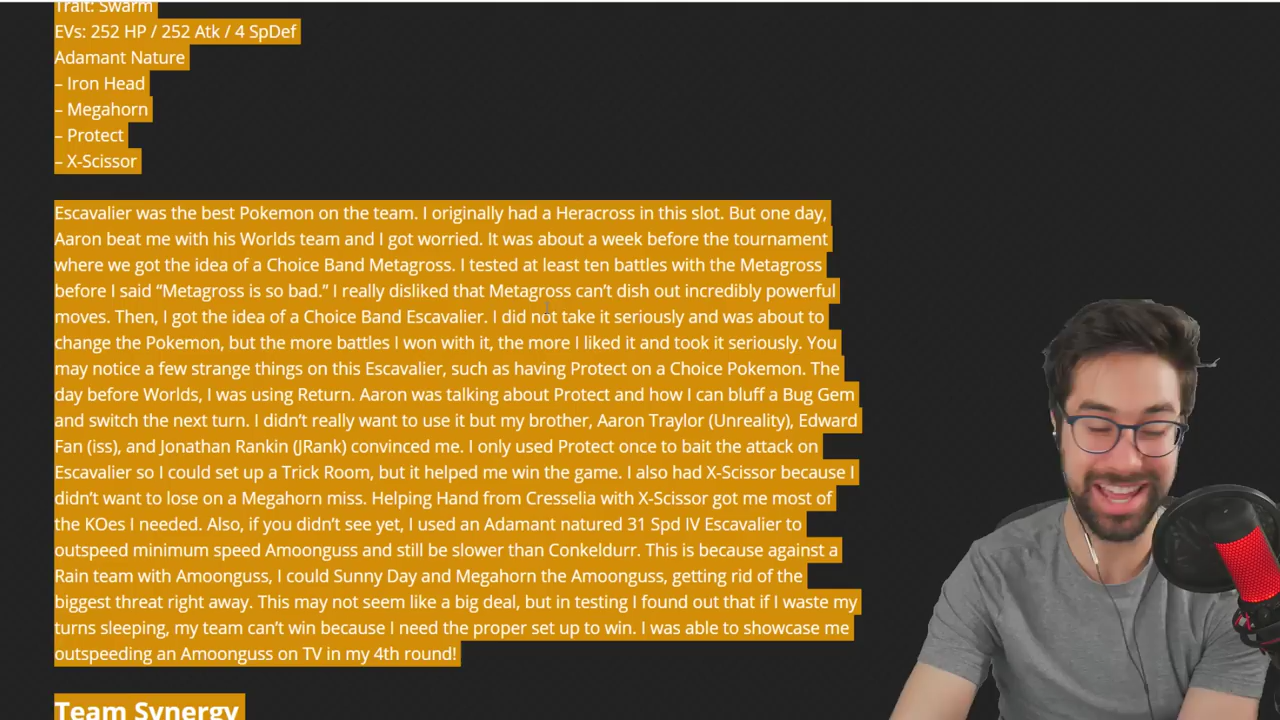 Trait: Swarm
EVs: 252 HP / 252 Atk / 4 SpDef
Adamant Nature
– Iron Head
– Megahorn
– Protect
– X-Scissor
Escavalier was the best Pokemon on the team. I originally had a Heracross in this slot. But one day,
Aaron beat me with his Worlds team and I got worried. It was about a week before the tournament
where we got the idea of a Choice Band Metagross. I tested at least ten battles with the Metagross
before I said “Metagross is so bad.” I really disliked that Metagross can’t dish out incredibly powerful
moves. Then, I got the idea of a Choice Band Escavalier. I did not take it seriously and was about to
change the Pokemon, but the more battles I won with it, the more I liked it and took it seriously. You
may notice a few strange things on this Escavalier, such as having Protect on a Choice Pokemon. The
day before Worlds, I was using Return. Aaron was talking about Protect and how I can bluff a Bug Gem
and switch the next turn. I didn’t really want to use it but my brother, Aaron Traylor (Unreality), Edward
Fan (iss), and Jonathan Rankin (JRank) convinced me. I only used Protect once to bait the attack on
Escavalier so I could set up a Trick Room, but it helped me win the game. I also had X-Scissor because I
didn’t want to lose on a Megahorn miss. Helping Hand from Cresselia with X-Scissor got me most of
the KOes I needed. Also, if you didn’t see yet, I used an Adamant natured 31 Spd IV Escavalier to
outspeed minimum speed Amoonguss and still be slower than Conkeldurr. This is because against a
Rain team with Amoonguss, I could Sunny Day and Megahorn the Amoonguss, getting rid of the
biggest threat right away. This may not seem like a big deal, but in testing I found out that if I waste my
turns sleeping, my team can’t win because I need the proper set up to win. I was able to showcase me
outspeeding an Amoonguss on TV in my 4th round!
Team Synergy